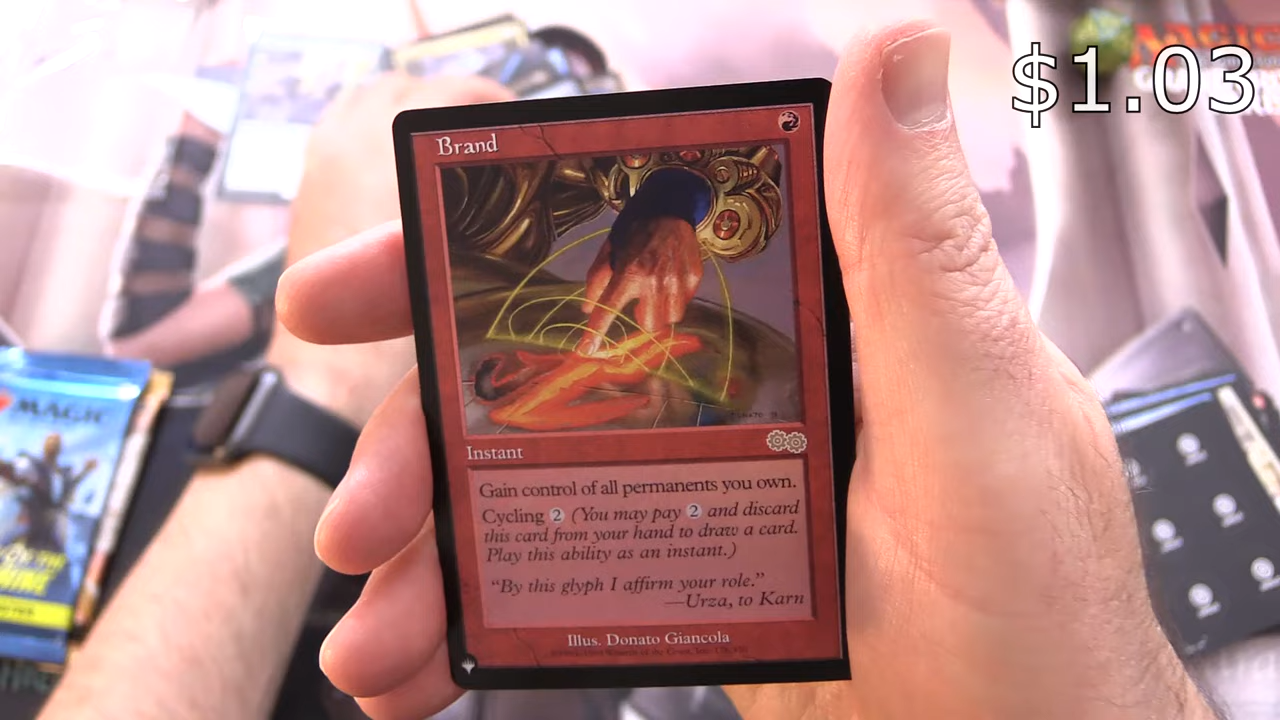 $1.03
MAGIC
Brand
Instant
Gain control of all permanents you own.
Cycling 2 (You may pay 2 and discard
this card from your hand to draw a card.
Play this ability as an instant.)
“By this glyph I affirm your role.”
—Urza, to Karn
Illus. Donato Giancola
MAGIC